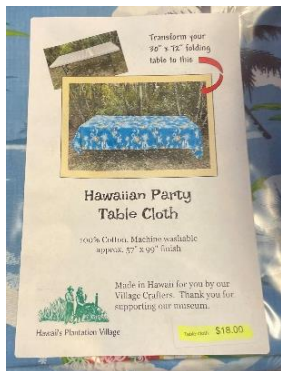 Transform your
30" x 72" folding
table to this
Hawaiian Party
Table Cloth
100% Cotton, Machine washable
approx. 57" x 99" finish
Made in Hawaii for you by our
Village Crafters. Thank you for
supporting our museum.
Hawaii's Plantation Village
Table cloth $18.00